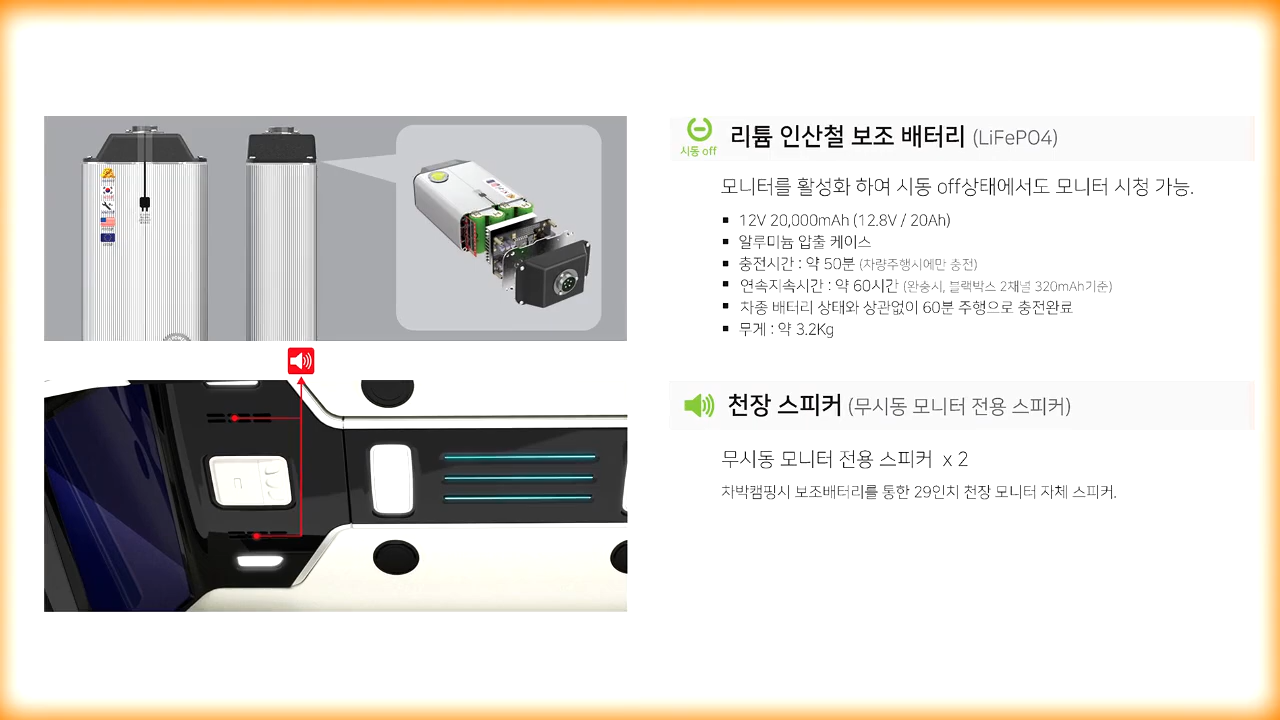 시동 off
리튬 인산철 보조 배터리 (LiFePO4)
모니터를 활성화 하여 시동 off상태에서도 모니터 시청 가능.
▪ 12V 20,000mAh (12.8V / 20Ah)
▪ 알루미늄 압출 케이스
▪ 충전시간 : 약 50분 (차량주행시에만 충전)
▪ 연속지속시간 : 약 60시간 (완충시, 블랙박스 2채널 320mAh기준)
▪ 차종 배터리 상태와 상관없이 60분 주행으로 충전완료
▪ 무게 : 약 3.2Kg
천장 스피커 (무시동 모니터 전용 스피커)
무시동 모니터 전용 스피커 x 2
차박캠핑시 보조배터리를 통한 29인치 천장 모니터 자체 스피커.